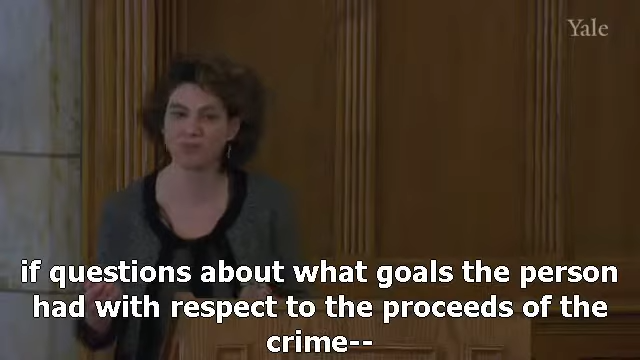 Yale
if questions about what goals the person
had with respect to the proceeds of the
crime--